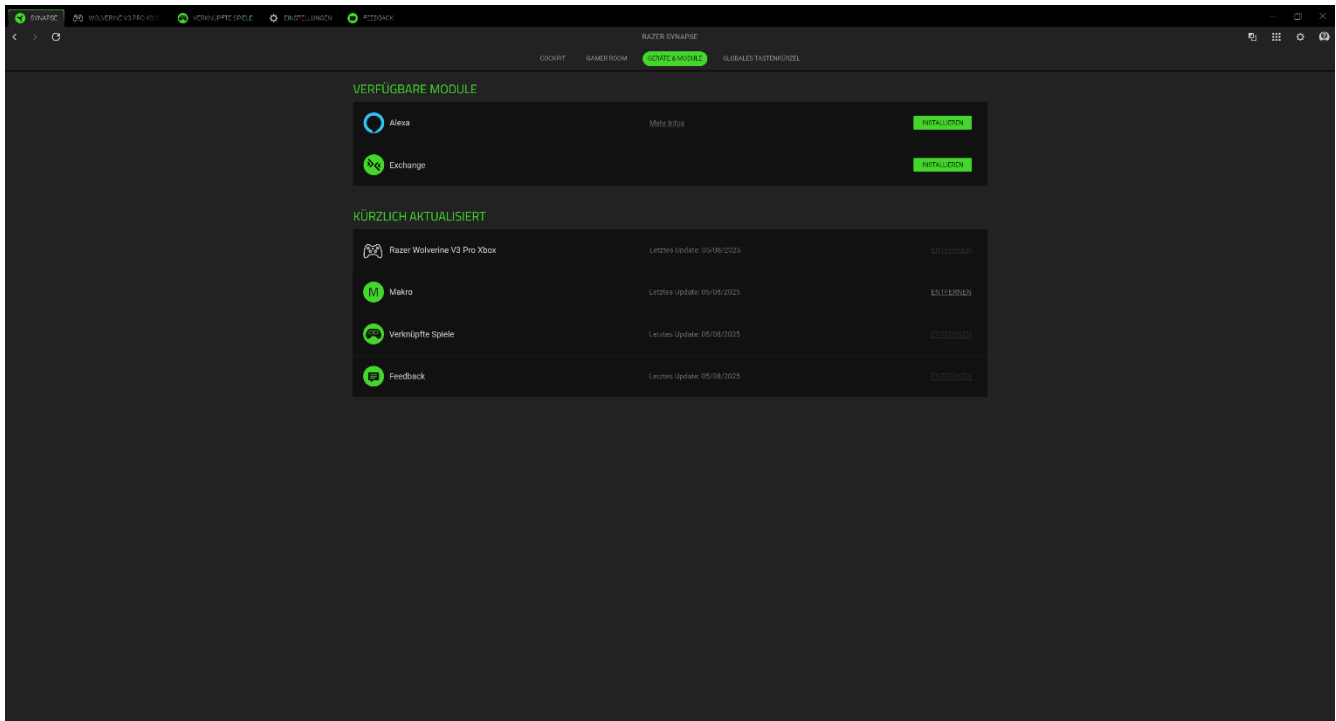 SYNAPSE WOLVERINE V3 PRO XBO VERKNÜPFTE SPIELE EINSTELLUNGEN FEEDBACK
RAZER SYNAPSE
COCKPIT GAMER ROOM GERÄTE & MODULE GLOBALES TASTENKÜRZEL
VERFÜGBARE MODULE
Alexa Mehr Infos INSTALLIEREN
Exchange INSTALLIEREN
KÜRZLICH AKTUALISIERT
Razer Wolverine V3 Pro Xbox Letztes Update: 05/08/2025 ENTFERNEN
M Makro Letztes Update: 05/08/2025 ENTFERNEN
Verknüpfte Spiele Letztes Update: 05/08/2025 ENTFERNEN
Feedback Letztes Update: 05/08/2025 ENTFERNEN